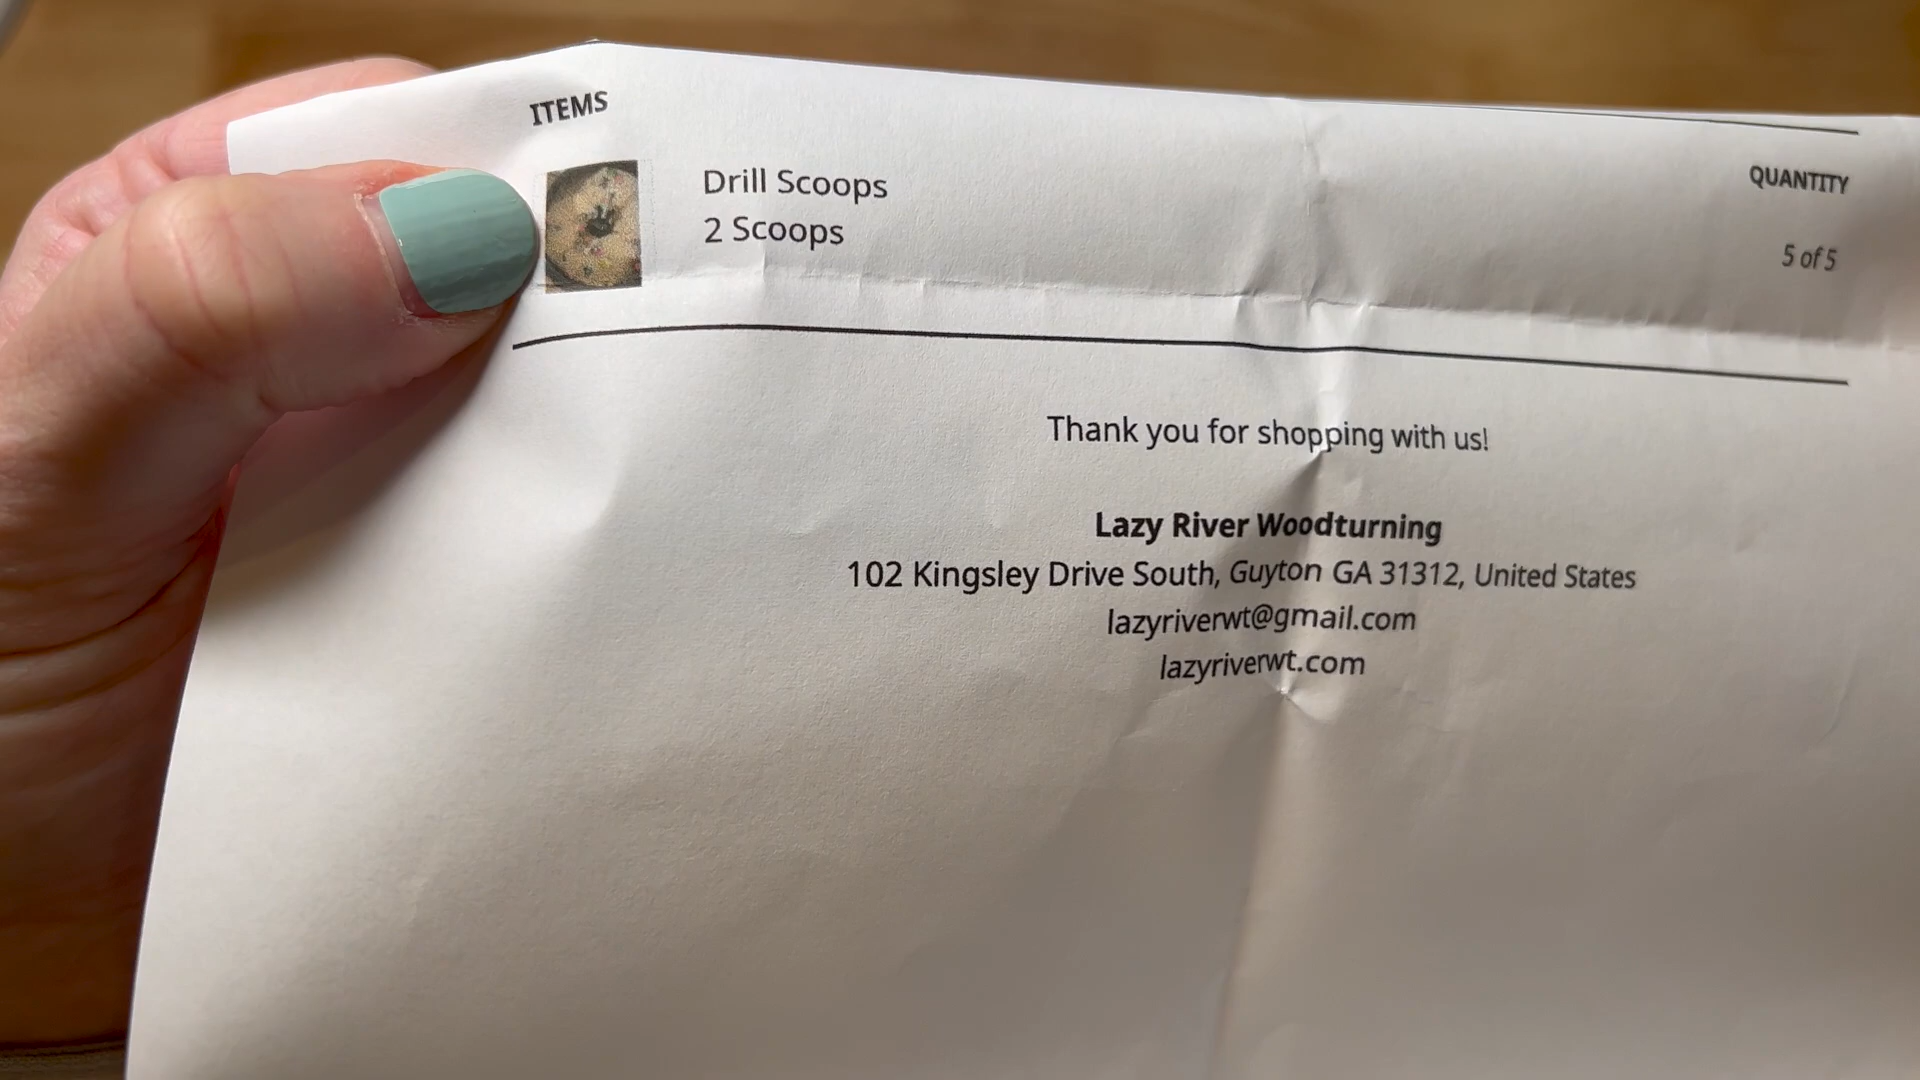 ITEMS
QUANTITY
Drill Scoops
2 Scoops
5 of 5
Thank you for shopping with us!
Lazy River Woodturning
102 Kingsley Drive South, Guyton GA 31312, United States
lazyriverwt@gmail.com
lazyriverwt.com